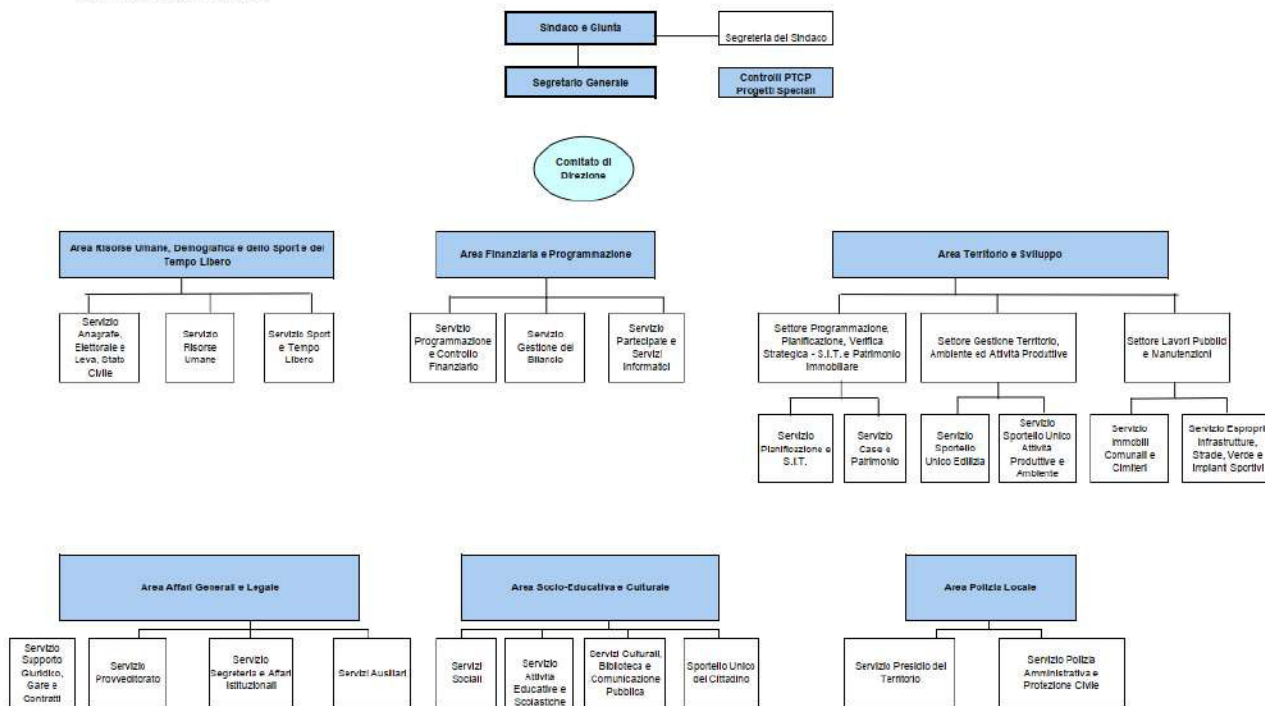 Sindaco e Giunta
Segreteria del Sindaco
Segretario Generale
Controlli PTCP
Progetti Speciali
Comitato di
Direzione
Area Risorse Umane, Demografica e dello Sport e del
Tempo Libero
Area Finanziaria e Programmazione
Area Territorio e Sviluppo
Servizio
Anagrafe,
Elettorale e
Leva, Stato
Civile
Servizio
Risorse
Umane
Servizio Sport
e Tempo
Libero
Servizio
Programmazione
e Controllo
Finanziario
Servizio
Gestione del
Bilancio
Servizio
Partecipate e
Servizi
Informatici
Settore Programmazione,
Planificazione, Verifica
Strategica - S.I.T. e Patrimonio
Immobiliare
Settore Gestione Territorio,
Ambiente ed Attività Produttive
Settore Lavori Pubblici
e Manutenzioni
Servizio
Planificazione e
S.I.T.
Servizio
Case e
Patrimonio
Servizio
Sportello
Unico Edilizia
Servizio
Sportello Unico
Attività
Produttive e
Ambiente
Servizio
Immobili
Comunali e
Cimiteri
Servizio Espropri,
Infrastrutture,
Strade, Verde e
Impianti Sportivi
Area Affari Generali e Legale
Area Socio-Educativa e Culturale
Area Polizia Locale
Servizio
Supporto
Giuridico,
Gare e
Contratti
Servizio
Provveditorato
Servizio
Segreteria e Affari
Istituzionali
Servizi Ausiliari
Servizi
Sociali
Servizio
Attività
Educative e
Scolastiche
Servizi Culturali,
Biblioteca e
Comunicazione
Pubblica
Sportello Unico
del Cittadino
Servizio Presidio del
Territorio
Servizio Polizia
Amministrativa e
Protezione Civile